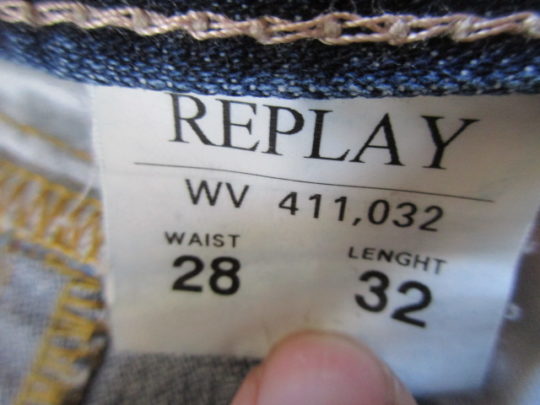 REPLAY
WV 411,032
WAIST LENGHT
28 32